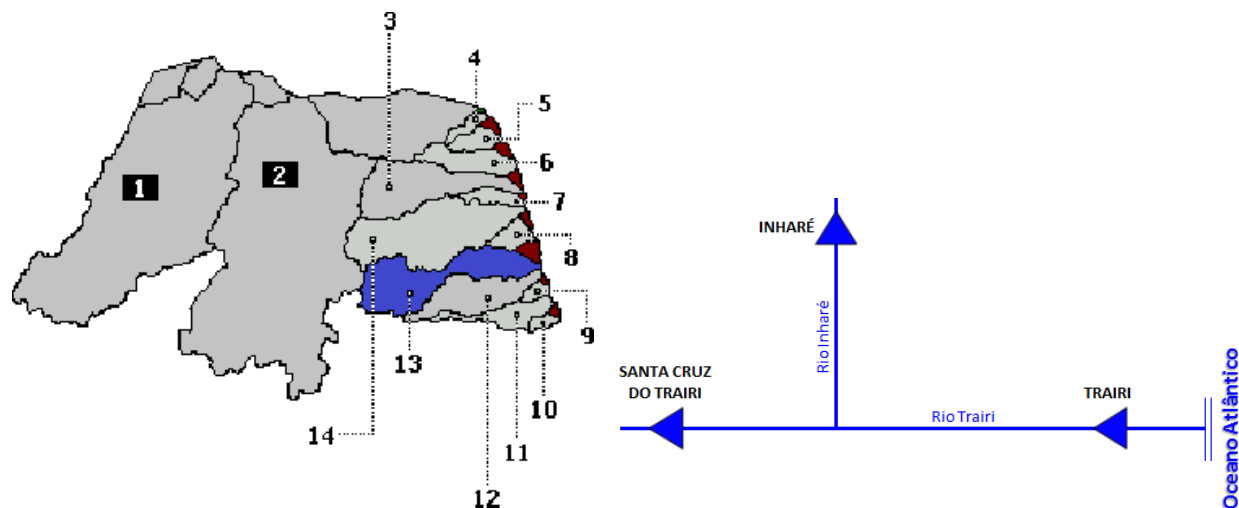 3
4
5
6
7
8
9
10
11
12
13
14
1
2
INHARÉ
Rio Inharé
SANTA CRUZ
DO TRAIRI
TRAIRI
Rio Trairi
Oceano Atlântico